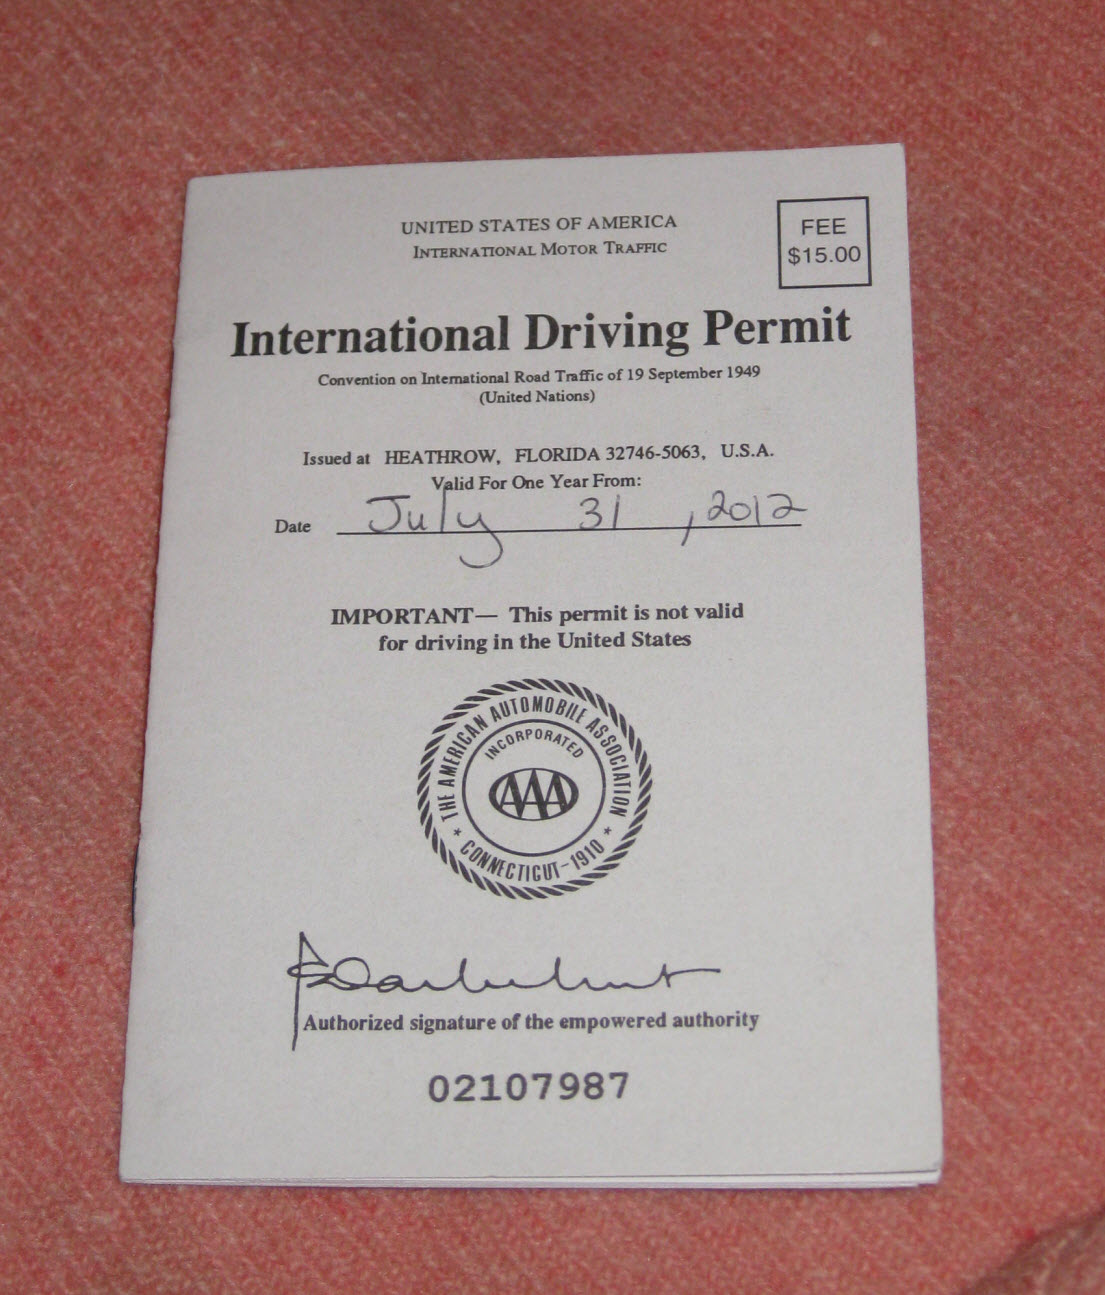 UNITED STATES OF AMERICA
INTERNATIONAL MOTOR TRAFFIC
FEE
$15.00
International Driving Permit
Convention on International Road Traffic of 19 September 1949
(United Nations)
Issued at HEATHROW, FLORIDA 32746-5063, U.S.A.
Valid For One Year From:
Date July 31, 2012
IMPORTANT— This permit is not valid
for driving in the United States
THE AMERICAN AUTOMOBILE ASSOCIATION
INCORPORATED
AAA
* CONNECTICUT-1910 *
Authorized signature of the empowered authority
02107987